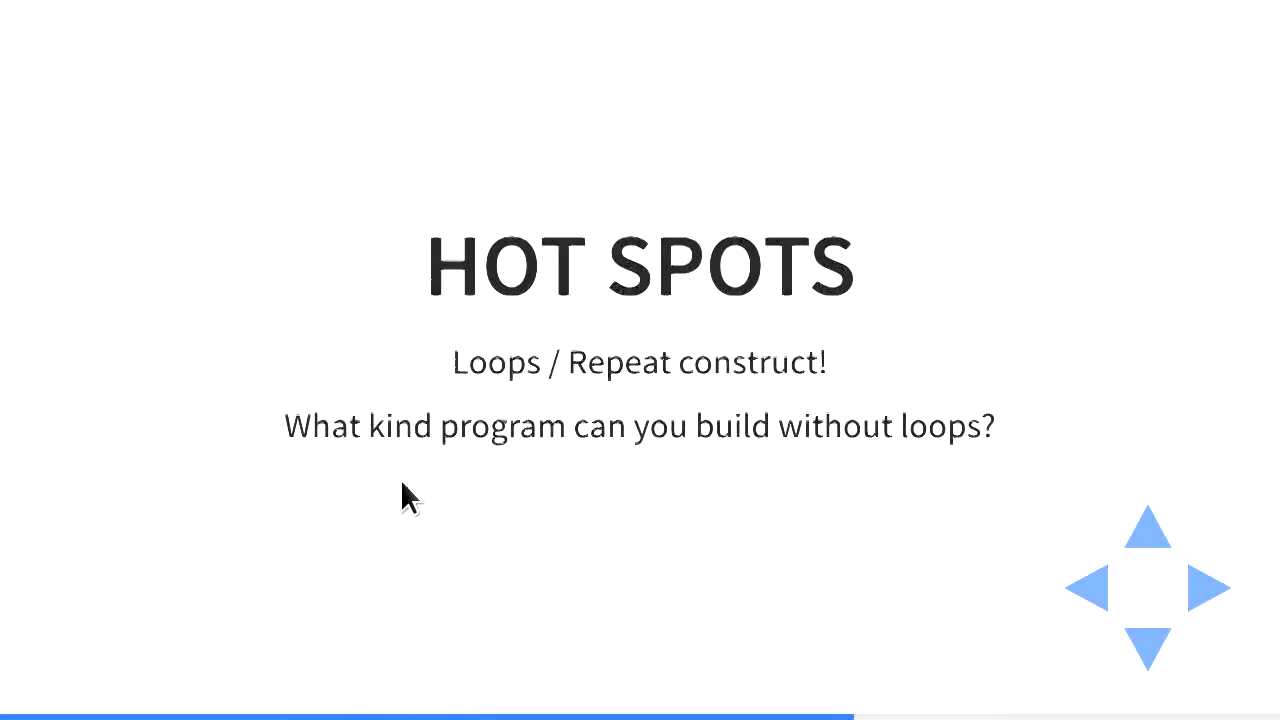 HOT SPOTS
Loops / Repeat construct!
What kind program can you build without loops?